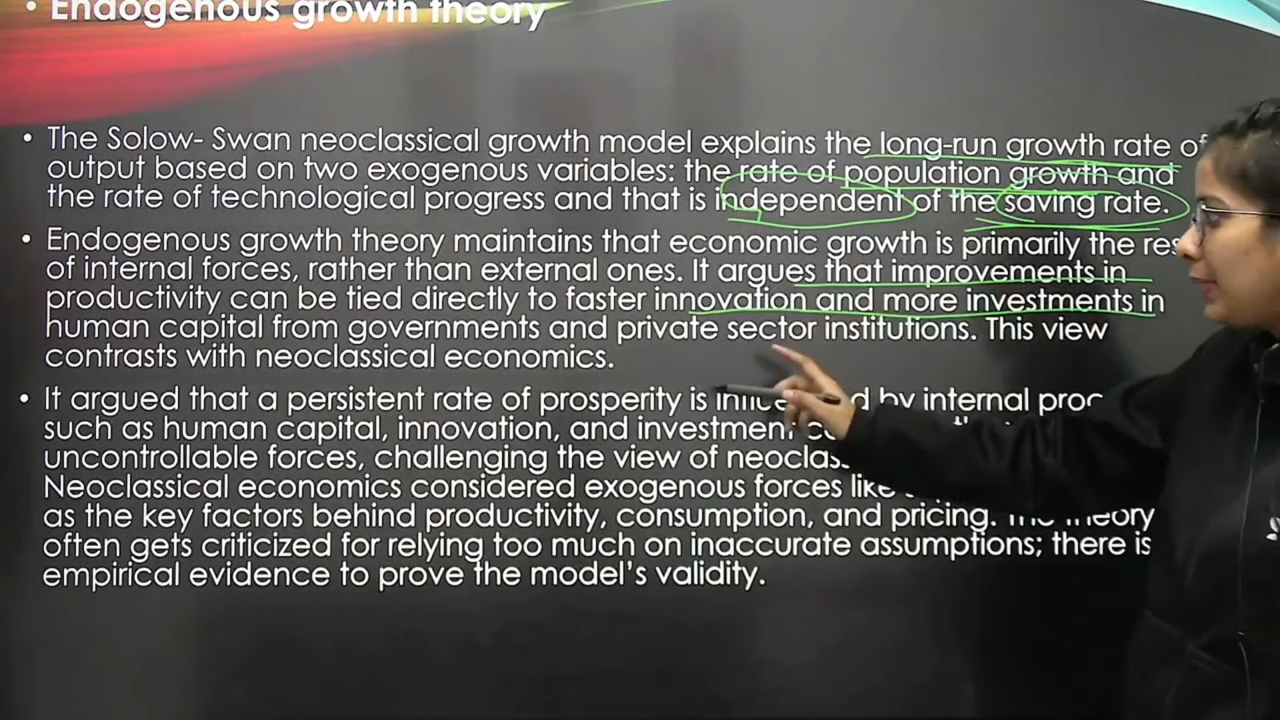 • Endogenous growth theory
• The Solow- Swan neoclassical growth model explains the long-run growth rate of
output based on two exogenous variables: the rate of population growth and
the rate of technological progress and that is independent of the saving rate.
• Endogenous growth theory maintains that economic growth is primarily the
of internal forces, rather than external ones. It argues that improvements in
productivity can be tied directly to faster innovation and more investments in
human capital from governments and private sector institutions. This view
contrasts with neoclassical economics.
• It argued that a persistent rate of prosperity is by internal
such as human capital, innovation, and investment
uncontrollable forces, challenging the view of
Neoclassical economics considered exogenous forces like
as the key factors behind productivity, consumption, and pricing. The theory
often gets criticized for relying too much on inaccurate assumptions; there is
empirical evidence to prove the model's validity.